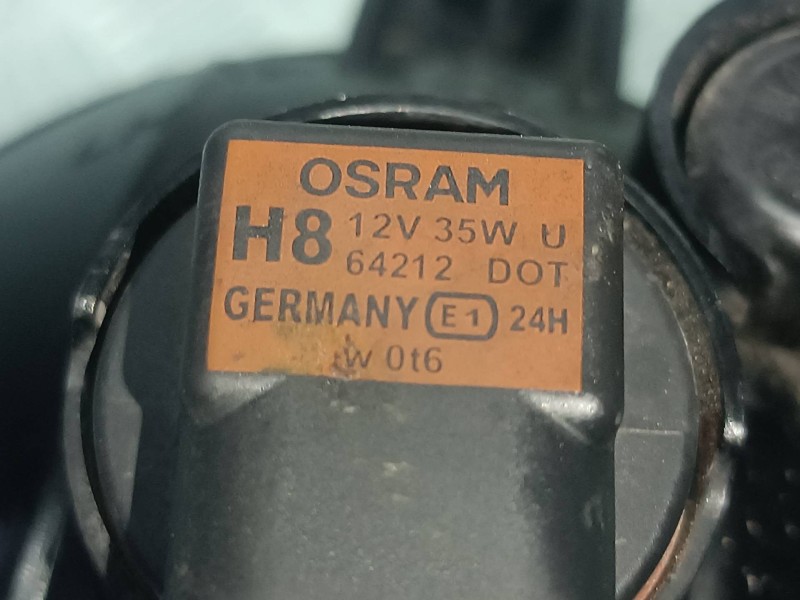 OSRAM
H8 12V 35W U
64212 DOT
GERMANY E1 24H
w 0t6